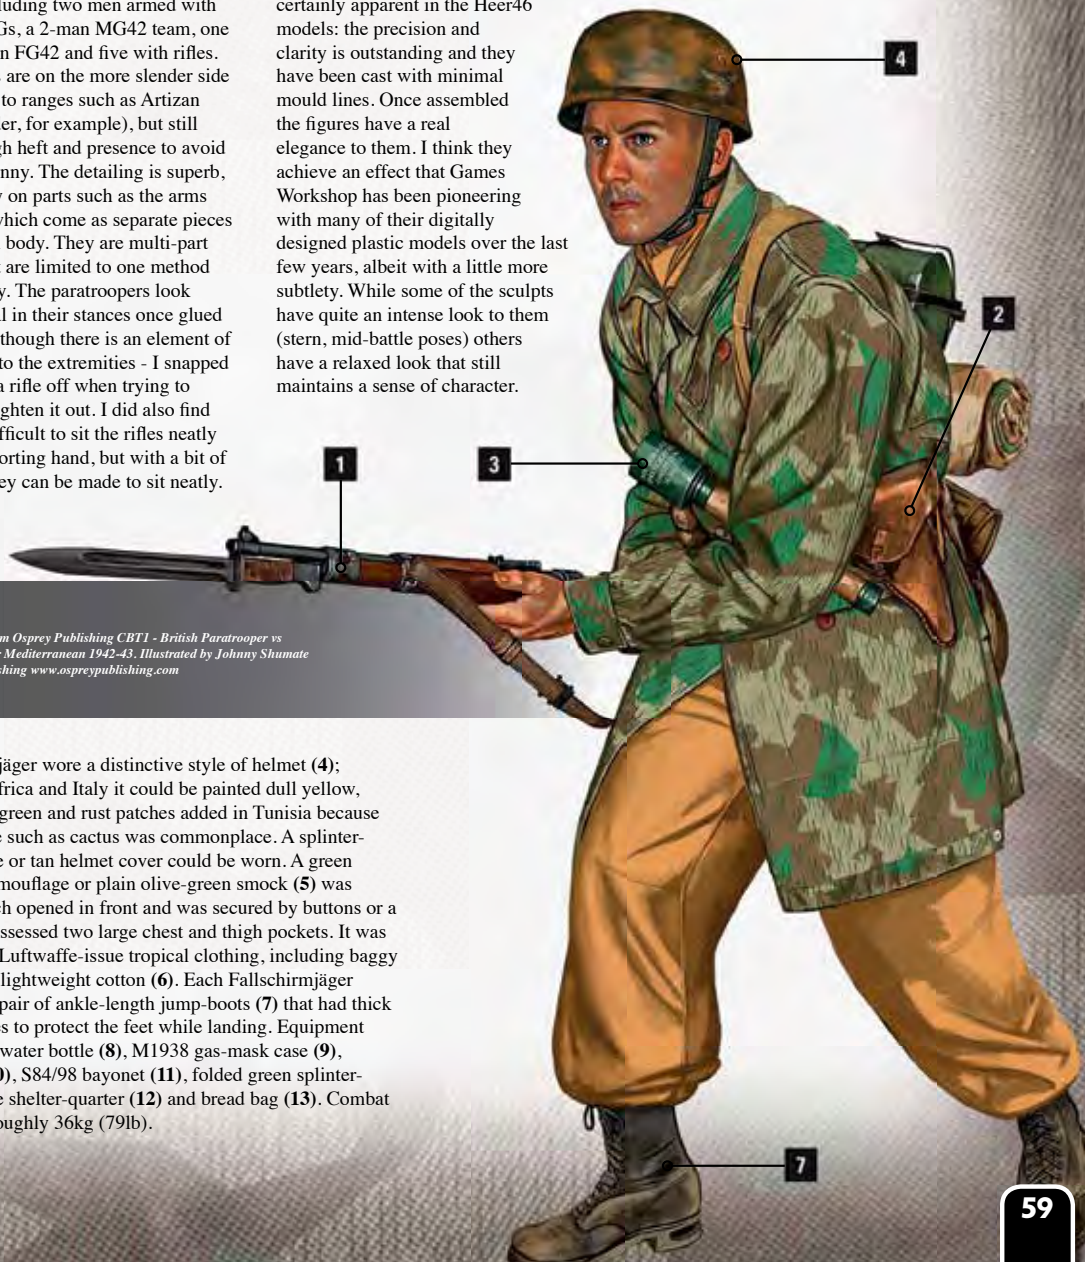 luding two men armed with
Gs, a 2-man MG42 team, one
n FG42 and five with rifles.
are on the more slender side
to ranges such as Artizan
er, for example), but still
gh heft and presence to avoid
nny. The detailing is superb,
y on parts such as the arms
which come as separate pieces
body. They are multi-part
are limited to one method
y. The paratroopers look
l in their stances once glued
though there is an element of
to the extremities - I snapped
a rifle off when trying to
ighten it out. I did also find
fficult to sit the rifles neatly
orting hand, but with a bit of
ey can be made to sit neatly.
certainly apparent in the Heer46
models: the precision and
clarity is outstanding and they
have been cast with minimal
mould lines. Once assembled
the figures have a real
elegance to them. I think they
achieve an effect that Games
Workshop has been pioneering
with many of their digitally
designed plastic models over the last
few years, albeit with a little more
subtlety. While some of the sculpts
have quite an intense look to them
(stern, mid-battle poses) others
have a relaxed look that still
maintains a sense of character.
4
2
1
3
m Osprey Publishing CBT1 - British Paratrooper vs
r Mediterranean 1942-43. Illustrated by Johnny Shumate
shing www.ospreypublishing.com
jäger wore a distinctive style of helmet (4);
frica and Italy it could be painted dull yellow,
green and rust patches added in Tunisia because
e such as cactus was commonplace. A splinter-
e or tan helmet cover could be worn. A green
mouflage or plain olive-green smock (5) was
ch opened in front and was secured by buttons or a
ssessed two large chest and thigh pockets. It was
Luftwaffe-issue tropical clothing, including baggy
lightweight cotton (6). Each Fallschirmjäger
pair of ankle-length jump-boots (7) that had thick
es to protect the feet while landing. Equipment
water bottle (8), M1938 gas-mask case (9),
0), S84/98 bayonet (11), folded green splinter-
e shelter-quarter (12) and bread bag (13). Combat
oughly 36kg (79lb).
7
59